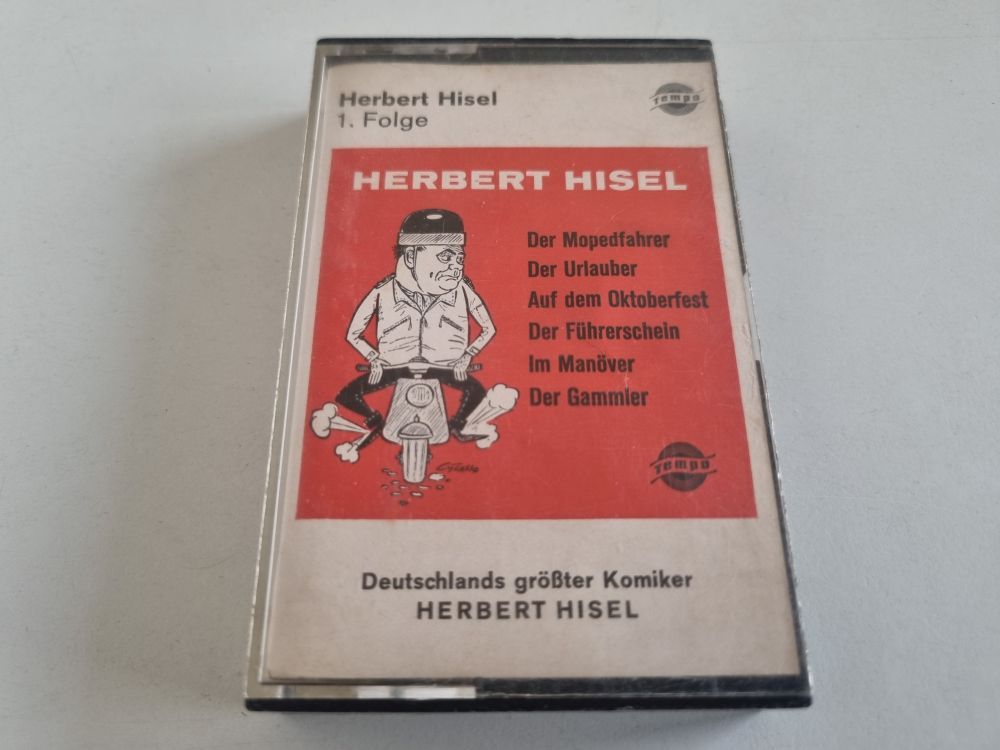 Herbert Hisel
1. Folge
Tempo
HERBERT HISEL
Der Mopedfahrer
Der Urlauber
Auf dem Oktoberfest
Der Führerschein
Im Manöver
Der Gammler
Tempo
Deutschlands größter Komiker
HERBERT HISEL